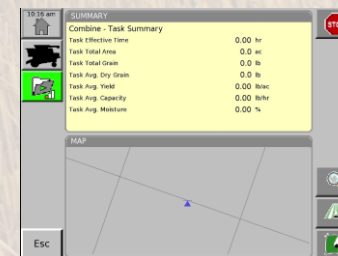 10:16 am
SUMMARY
STO
Combine - Task Summary
Task Effective Time 0.00 hr
Task Total Area 0.0 ac
Task Total Grain 0.0 lb
Task Avg. Dry Grain 0.0 lb
Task Avg. Yield 0.00 lb/ac
Task Avg. Capacity 0.00 lb/hr
Task Avg. Moisture 0.00 %
MAP
Esc